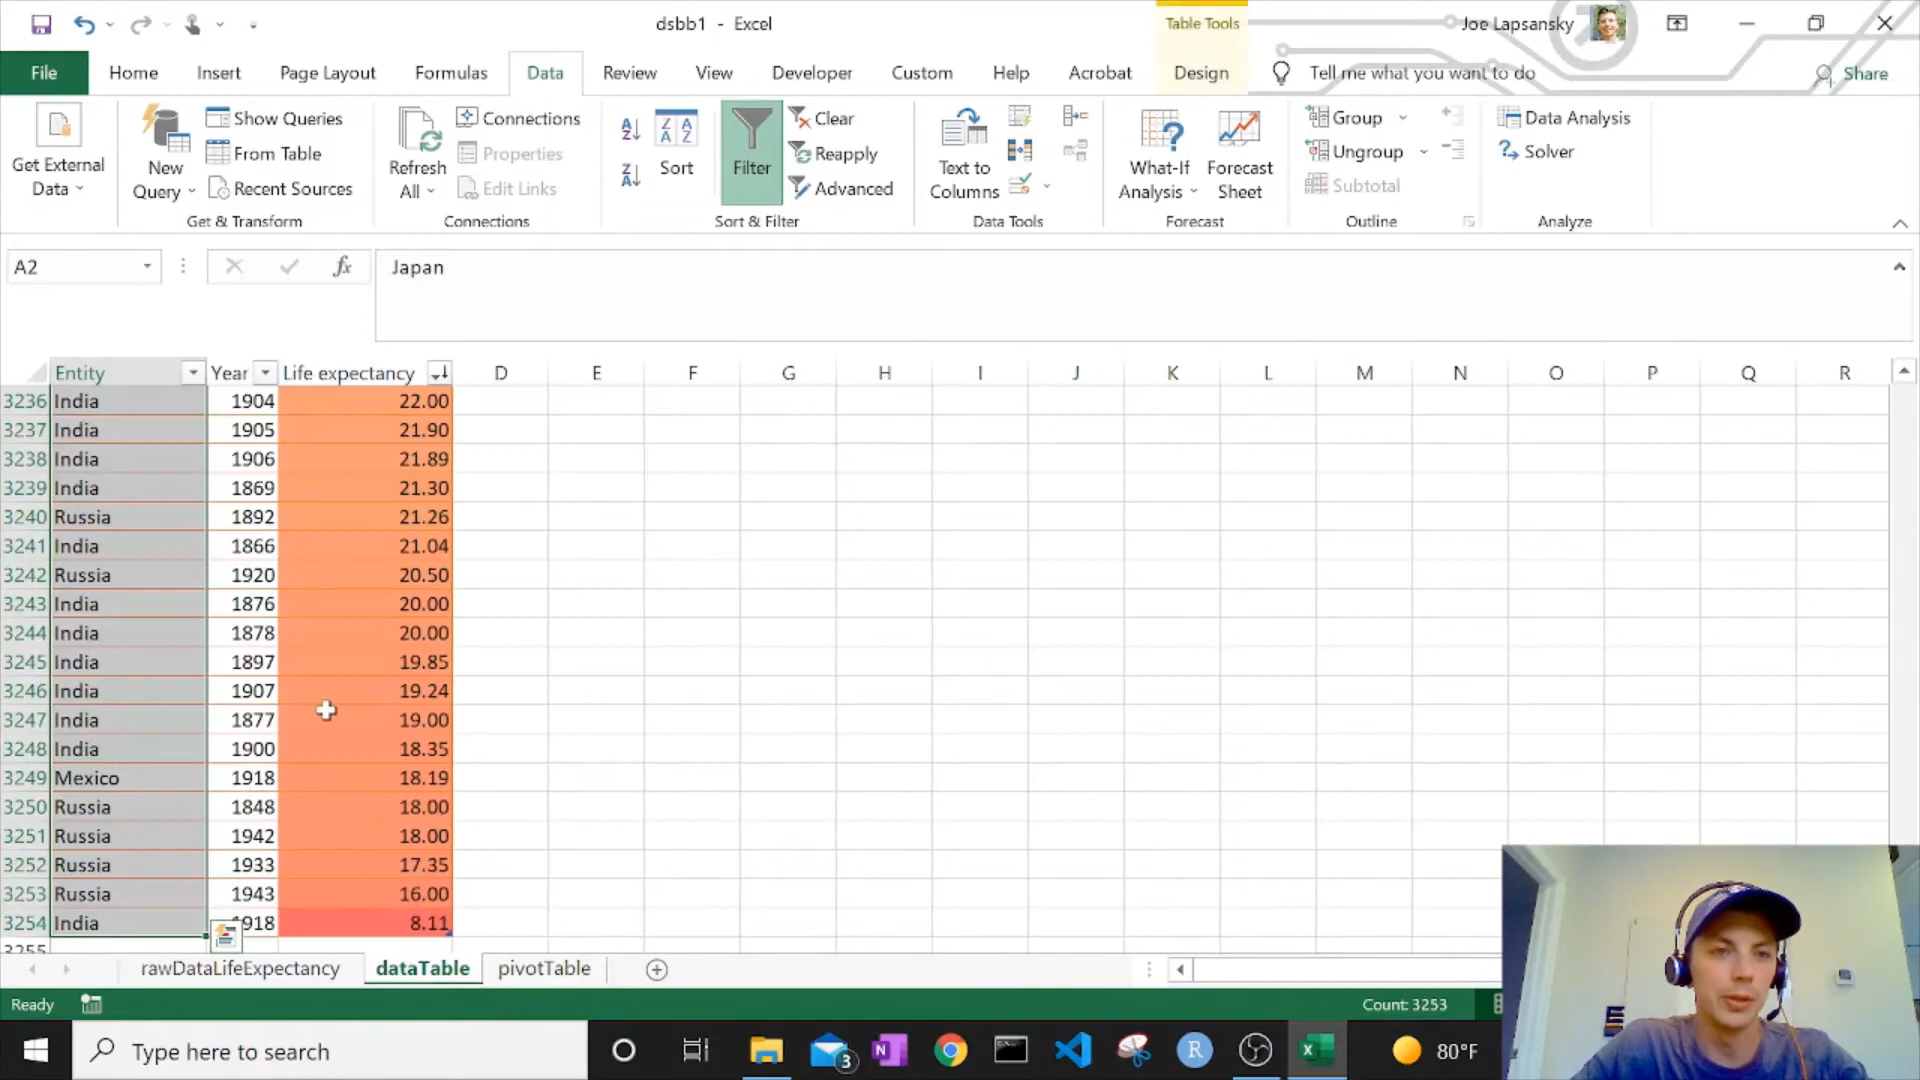 dsbb1 - Excel
Table Tools
Joe Lapsansky
File Home Insert Page Layout Formulas Data Review View Developer Custom Help Acrobat Design Tell me what you want to do Share
Get External Data
New Query
Show Queries
From Table
Recent Sources
Get & Transform
Refresh All
Connections
Properties
Edit Links
Connections
Sort
Filter
Clear
Reapply
Advanced
Sort & Filter
Text to Columns
Data Tools
What-If Analysis
Forecast Sheet
Forecast
Group
Ungroup
Subtotal
Outline
Data Analysis
Solver
Analyze
A2 fx Japan
Entity Year Life expectancy D E F G H I J K L M N O P Q R
3236 India 1904 22.00
3237 India 1905 21.90
3238 India 1906 21.89
3239 India 1869 21.30
3240 Russia 1892 21.26
3241 India 1866 21.04
3242 Russia 1920 20.50
3243 India 1876 20.00
3244 India 1878 20.00
3245 India 1897 19.85
3246 India 1907 19.24
3247 India 1877 19.00
3248 India 1900 18.35
3249 Mexico 1918 18.19
3250 Russia 1848 18.00
3251 Russia 1942 18.00
3252 Russia 1933 17.35
3253 Russia 1943 16.00
3254 India 1918 8.11
3255
rawDataLifeExpectancy dataTable pivotTable
Ready Count: 3253
Type here to search 3 80°F